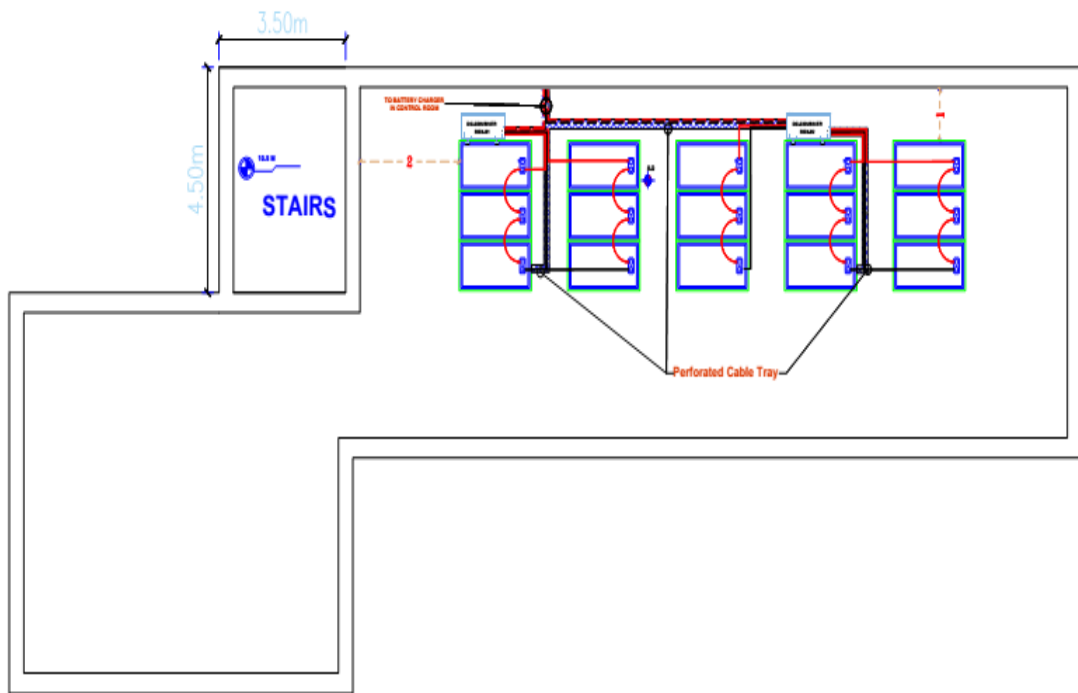 3.50m
4.50m
TO BATTERY CHARGER
IN CONTROL ROOM
STAIRS
2
1
Perforated Cable Tray